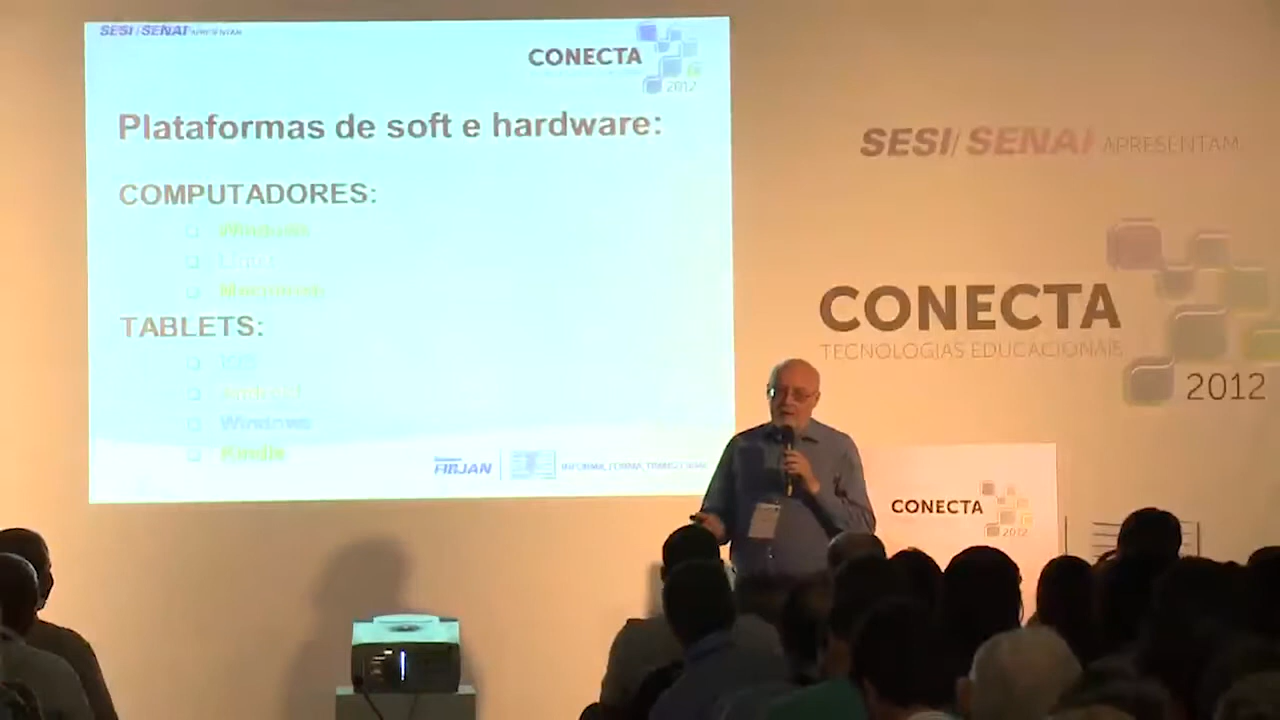 SESI/SENAI APRESENTAM
CONECTA
2012
Plataformas de soft e hardware:
COMPUTADORES:
Windows
Linux
Macintosh
TABLETS:
Android
Windows
Kindle
FIRJAN
SESI/SENAI APRESENTAM
CONECTA
TECNOLOGIAS EDUCACIONAIS
2012
CONECTA
2012